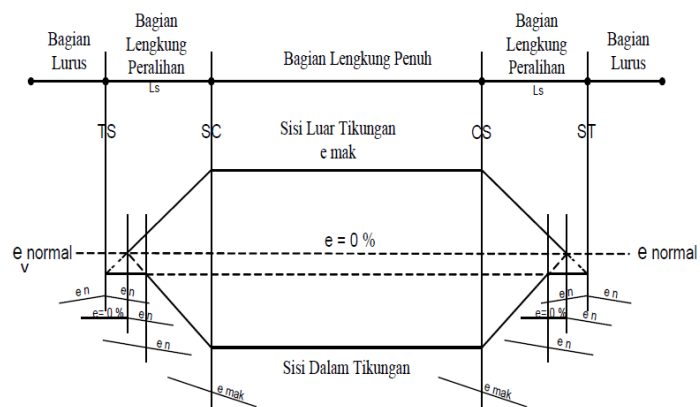 Bagian
Lurus
Bagian
Lengkung
Peralihan
Ls
Bagian Lengkung Penuh
Bagian
Lengkung
Peralihan
Ls
Bagian
Lurus
TS
SC
Sisi Luar Tikungan
e mak
CS
ST
e normal
v
e = 0 %
e normal
e n
e n
e= 0 %
e n
e n
e mak
Sisi Dalam Tikungan
e n
e n
e= 0 %
e n
e n
e mak